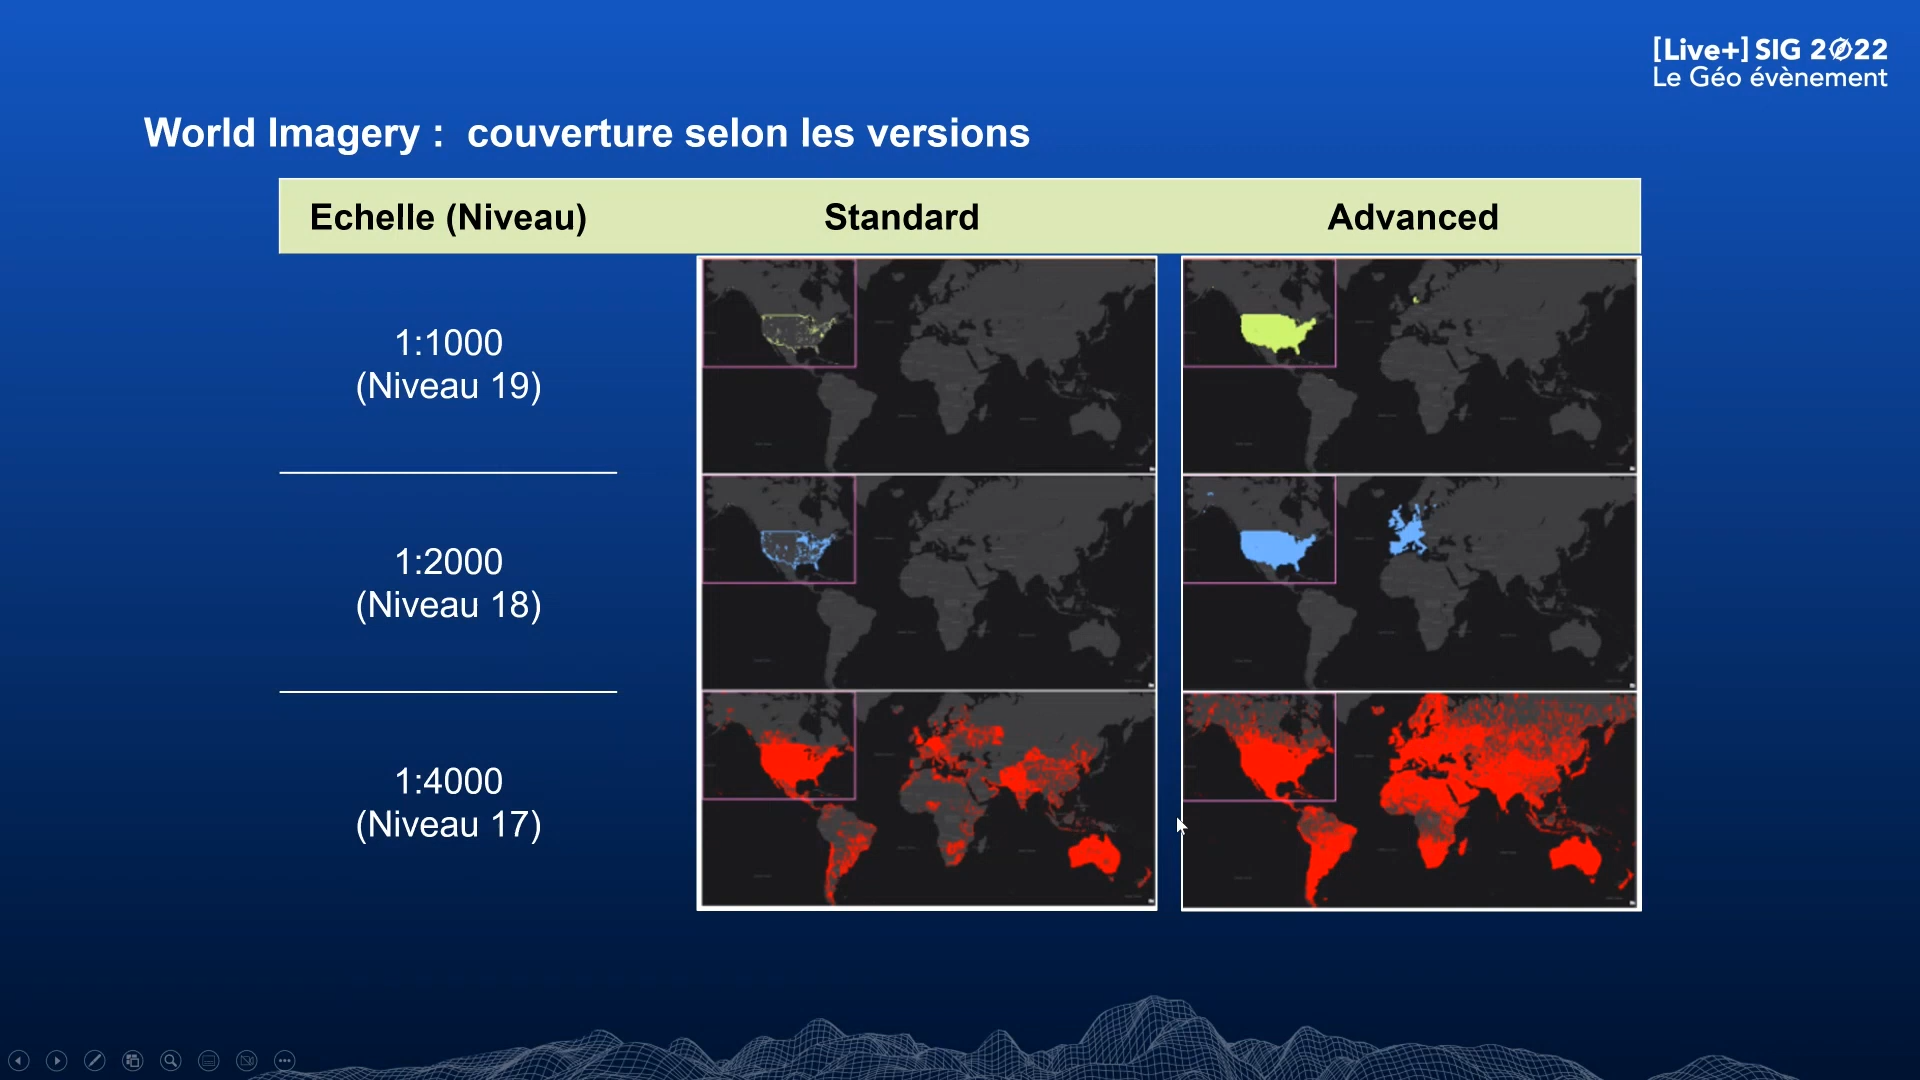 [Live+] SIG 2022
Le Géo évènement
World Imagery : couverture selon les versions
Echelle (Niveau)
Standard
Advanced
1:1000
(Niveau 19)
1:2000
(Niveau 18)
1:4000
(Niveau 17)